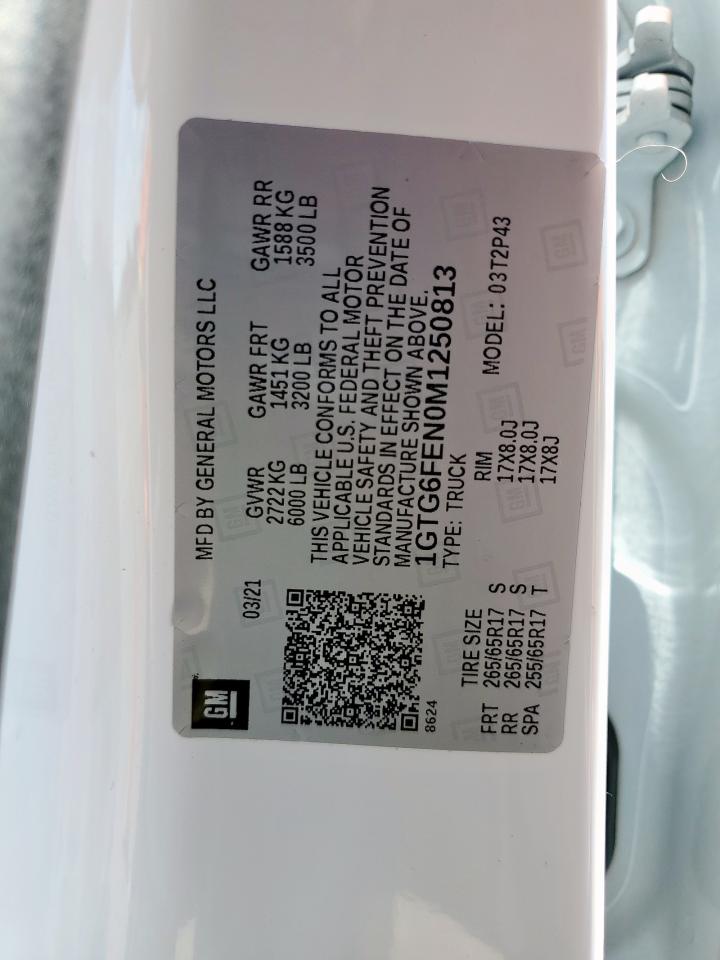 GM
MFD BY GENERAL MOTORS LLC
03/21
GVWR GAWR FRT GAWR RR
2722 KG 1451 KG 1588 KG
6000 LB 3200 LB 3500 LB
THIS VEHICLE CONFORMS TO ALL
APPLICABLE U.S. FEDERAL MOTOR
VEHICLE SAFETY AND THEFT PREVENTION
STANDARDS IN EFFECT ON THE DATE OF
MANUFACTURE SHOWN ABOVE.
1GTG6FEN0M1250813
8624
TYPE: TRUCK MODEL: 03T2P43
TIRE SIZE RIM
FRT 265/65R17 S 17X8.0J
RR 265/65R17 S 17X8.0J
SPA 255/65R17 T 17X8J